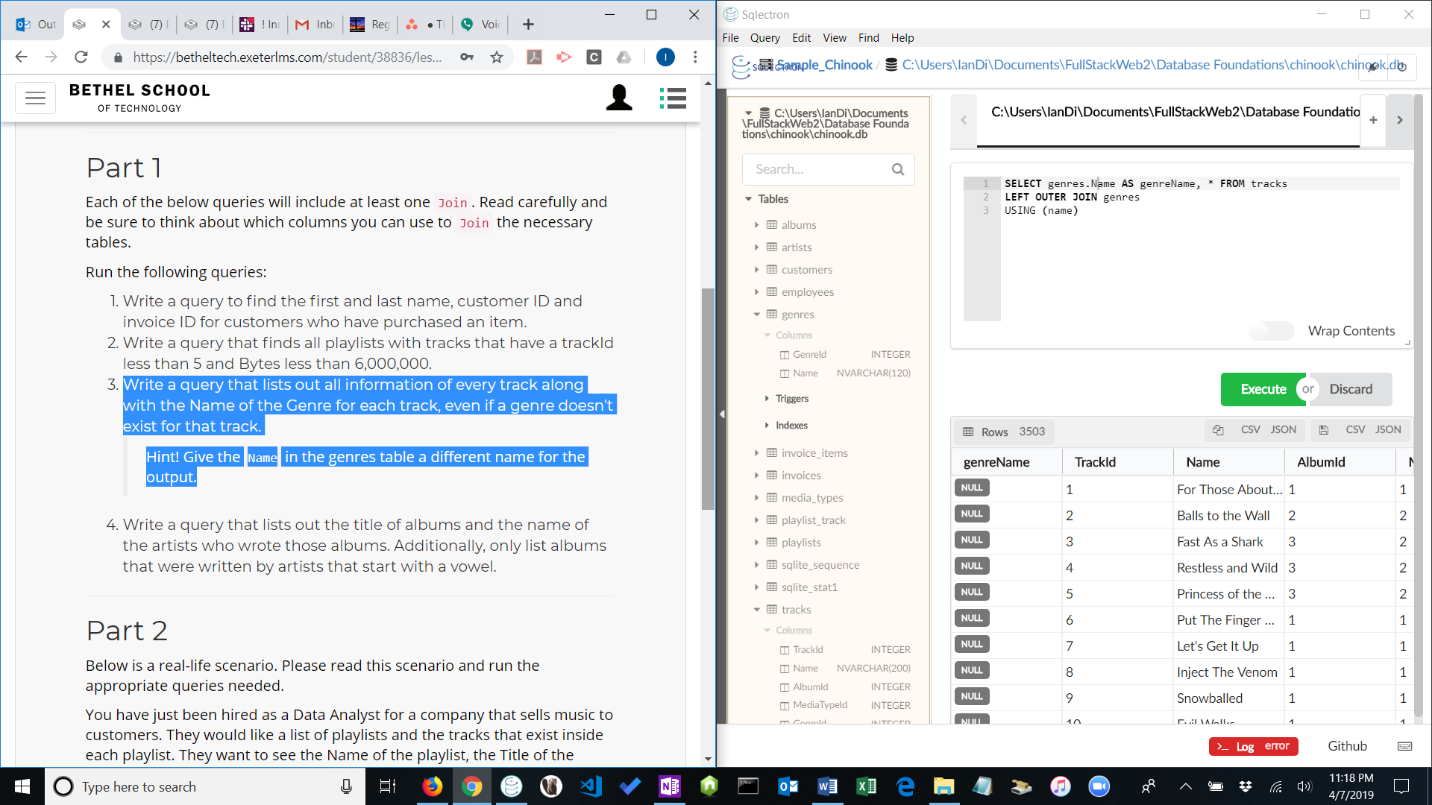 Out
(7)
(7)
! Inl
Inbo
Reg
Voic
https://betheltech.exeterlms.com/student/38836/les...
BETHEL SCHOOL
OF TECHNOLOGY
Part 1
Each of the below queries will include at least one Join . Read carefully and
be sure to think about which columns you can use to Join the necessary
tables.
Run the following queries:
1. Write a query to find the first and last name, customer ID and
invoice ID for customers who have purchased an item.
2. Write a query that finds all playlists with tracks that have a trackId
less than 5 and Bytes less than 6,000,000.
3. Write a query that lists out all information of every track along
with the Name of the Genre for each track, even if a genre doesn't
exist for that track.
Hint! Give the Name in the genres table a different name for the
output.
4. Write a query that lists out the title of albums and the name of
the artists who wrote those albums. Additionally, only list albums
that were written by artists that start with a vowel.
Part 2
Below is a real-life scenario. Please read this scenario and run the
appropriate queries needed.
You have just been hired as a Data Analyst for a company that sells music to
customers. They would like a list of playlists and the tracks that exist inside
each playlist. They want to see the Name of the playlist, the Title of the
Sqlectron
File Query Edit View Find Help
Sample_Chinook / C:\Users\IanDi\Documents\FullStackWeb2\Database Foundations\chinook\chinook.db
C:\Users\IanDi\Documents
\FullStackWeb2\Database Founda
tions\chinook\chinook.db
Search...
Tables
albums
artists
customers
employees
genres
Columns
GenreId INTEGER
Name NVARCHAR(120)
Triggers
Indexes
invoice_items
invoices
media_types
playlist_track
playlists
sqlite_sequence
sqlite_stat1
tracks
Columns
TrackId INTEGER
Name NVARCHAR(200)
AlbumId INTEGER
MediaTypeId INTEGER
GenreId INTEGER
C:\Users\IanDi\Documents\FullStackWeb2\Database Foundatio
1 SELECT genres.Name AS genreName, * FROM tracks
2 LEFT OUTER JOIN genres
3 USING (name)
Wrap Contents
Execute or Discard
Rows 3503 CSV JSON CSV JSON
genreName TrackId Name AlbumId
NULL 1 For Those About... 1 1
NULL 2 Balls to the Wall 2 2
NULL 3 Fast As a Shark 3 2
NULL 4 Restless and Wild 3 2
NULL 5 Princess of the ... 3 2
NULL 6 Put The Finger ... 1 1
NULL 7 Let's Get It Up 1 1
NULL 8 Inject The Venom 1 1
NULL 9 Snowballed 1 1
NULL 10 Evil Walks 1 1
Log error Github
Type here to search
11:18 PM
4/7/2019